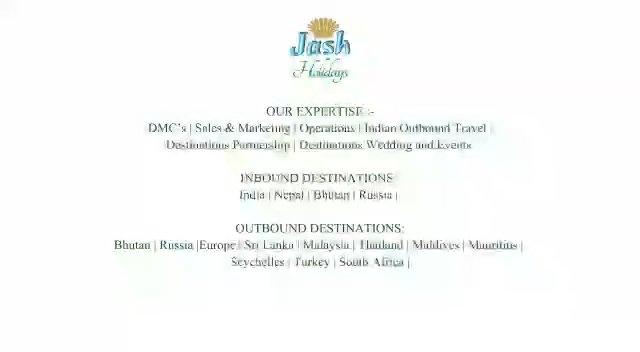 Jash
Holidays
OUR EXPERTISE :-
DMC's | Sales & Marketing | Operations | Indian Outbound Travel |
Destinations Partnership | Destinations Wedding and Events
INBOUND DESTINATIONS:
India | Nepal | Bhutan | Russia |
OUTBOUND DESTINATIONS:
Bhutan | Russia |Europe | Sri Lanka | Malaysia | Thailand | Maldives | Mauritius |
Seychelles | Turkey | South Africa |